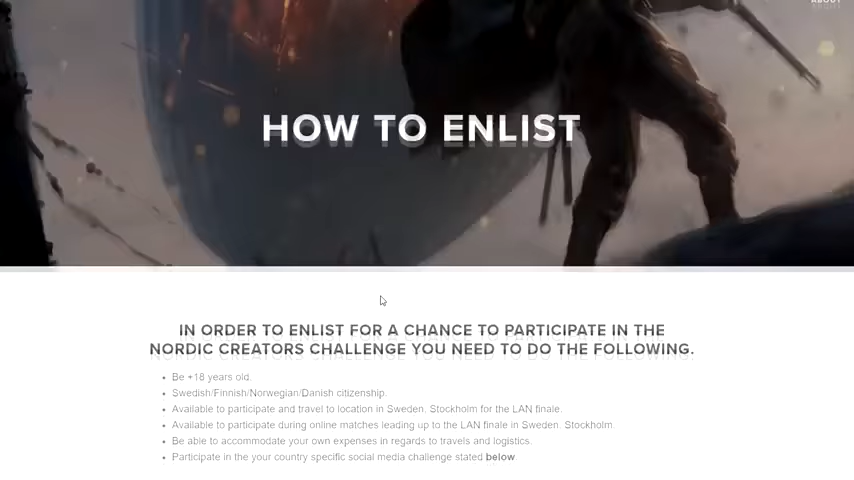 ABOUT
HOW TO ENLIST
IN ORDER TO ENLIST FOR A CHANCE TO PARTICIPATE IN THE
NORDIC CREATORS CHALLENGE YOU NEED TO DO THE FOLLOWING.
• Be +18 years old.
• Swedish/Finnish/Norwegian/Danish citizenship.
• Available to participate and travel to location in Sweden. Stockholm for the LAN finale.
• Available to participate during online matches leading up to the LAN finale in Sweden. Stockholm
• Be able to accommodate your own expenses in regards to travels and logistics.
• Participate in the your country specific social media challenge stated below